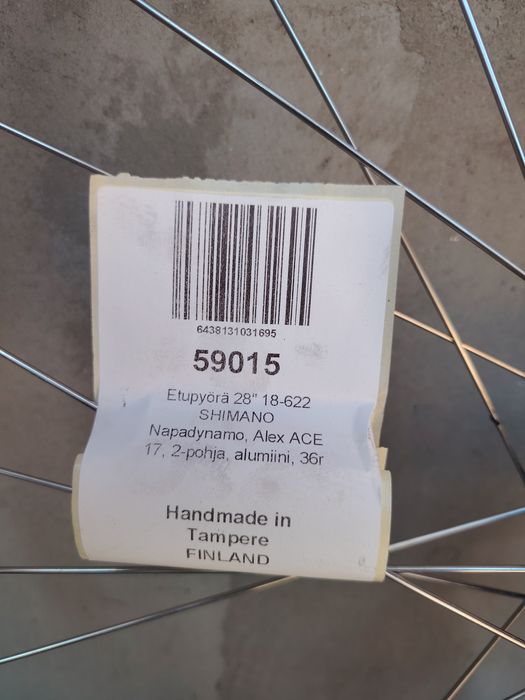 6438131031695
59015
Etupyörä 28" 18-622
SHIMANO
Napadynamo, Alex ACE
17, 2-pohja, alumiini, 36r
Handmade in
Tampere
FINLAND